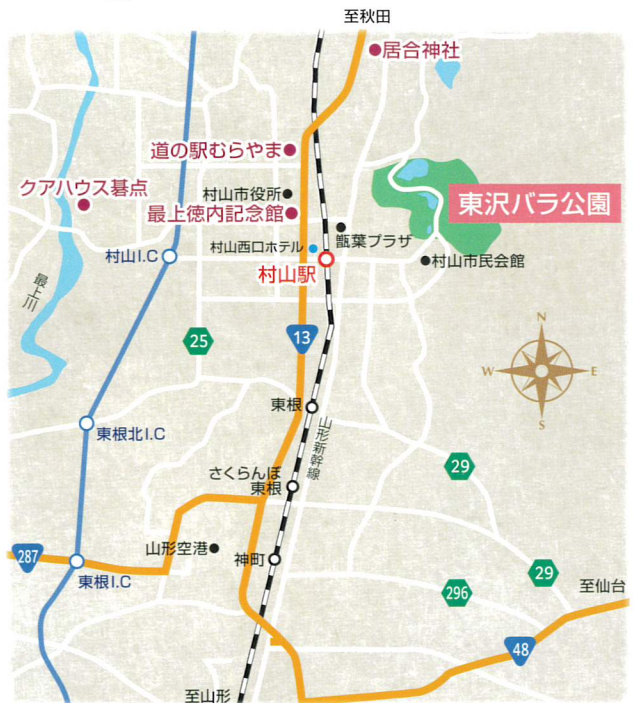 至秋田
居合神社
道の駅むらやま
クアハウス碁点
村山市役所
最上徳内記念館
東沢バラ公園
甑葉プラザ
村山西口ホテル
村山I.C
村山駅
村山市民会館
最上川
25
13
N
W
E
S
東根
東根北I.C
山形新幹線
さくらんぼ
東根
29
山形空港
神町
287
東根I.C
29
296
至仙台
48
至山形